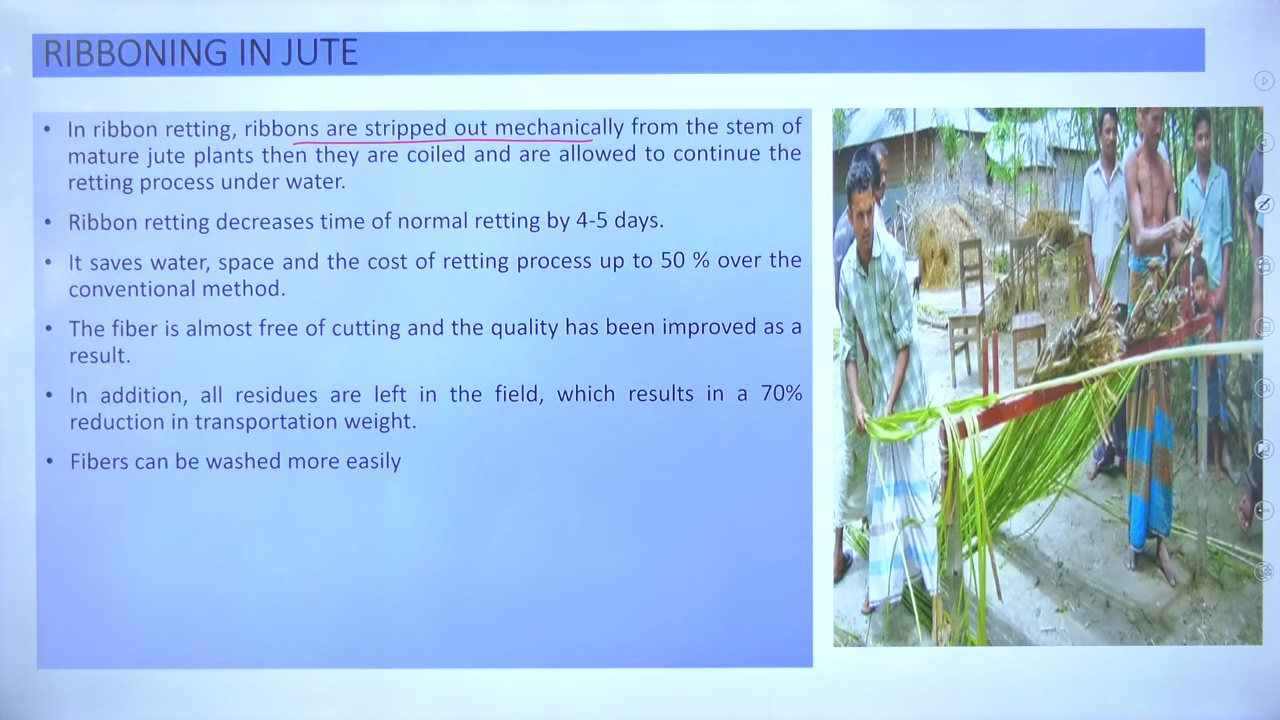 RIBBONING IN JUTE
• In ribbon retting, ribbons are stripped out mechanically from the stem of
mature jute plants then they are coiled and are allowed to continue the
retting process under water.
• Ribbon retting decreases time of normal retting by 4-5 days.
• It saves water, space and the cost of retting process up to 50 % over the
conventional method.
• The fiber is almost free of cutting and the quality has been improved as a
result.
• In addition, all residues are left in the field, which results in a 70%
reduction in transportation weight.
• Fibers can be washed more easily